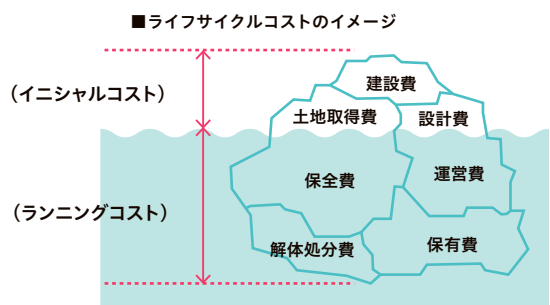 ■ライフサイクルコストのイメージ
(イニシャルコスト)
建設費
土地取得費
設計費
保全費
運営費
(ランニングコスト)
解体処分費
保有費